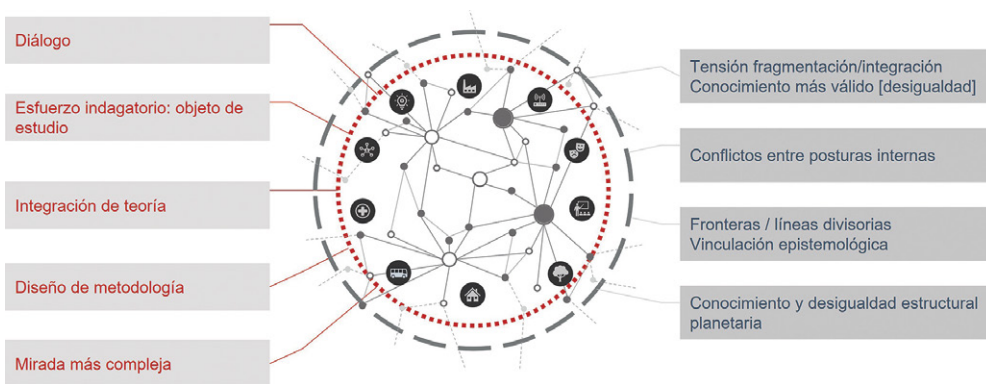 Diálogo
Esfuerzo indagatorio: objeto de
estudio
Integración de teoría
Diseño de metodología
Mirada más compleja
Tensión fragmentación/integración
Conocimiento más válido [desigualdad]
Conflictos entre posturas internas
Fronteras / líneas divisorias
Vinculación epistemológica
Conocimiento y desigualdad estructural
planetaria